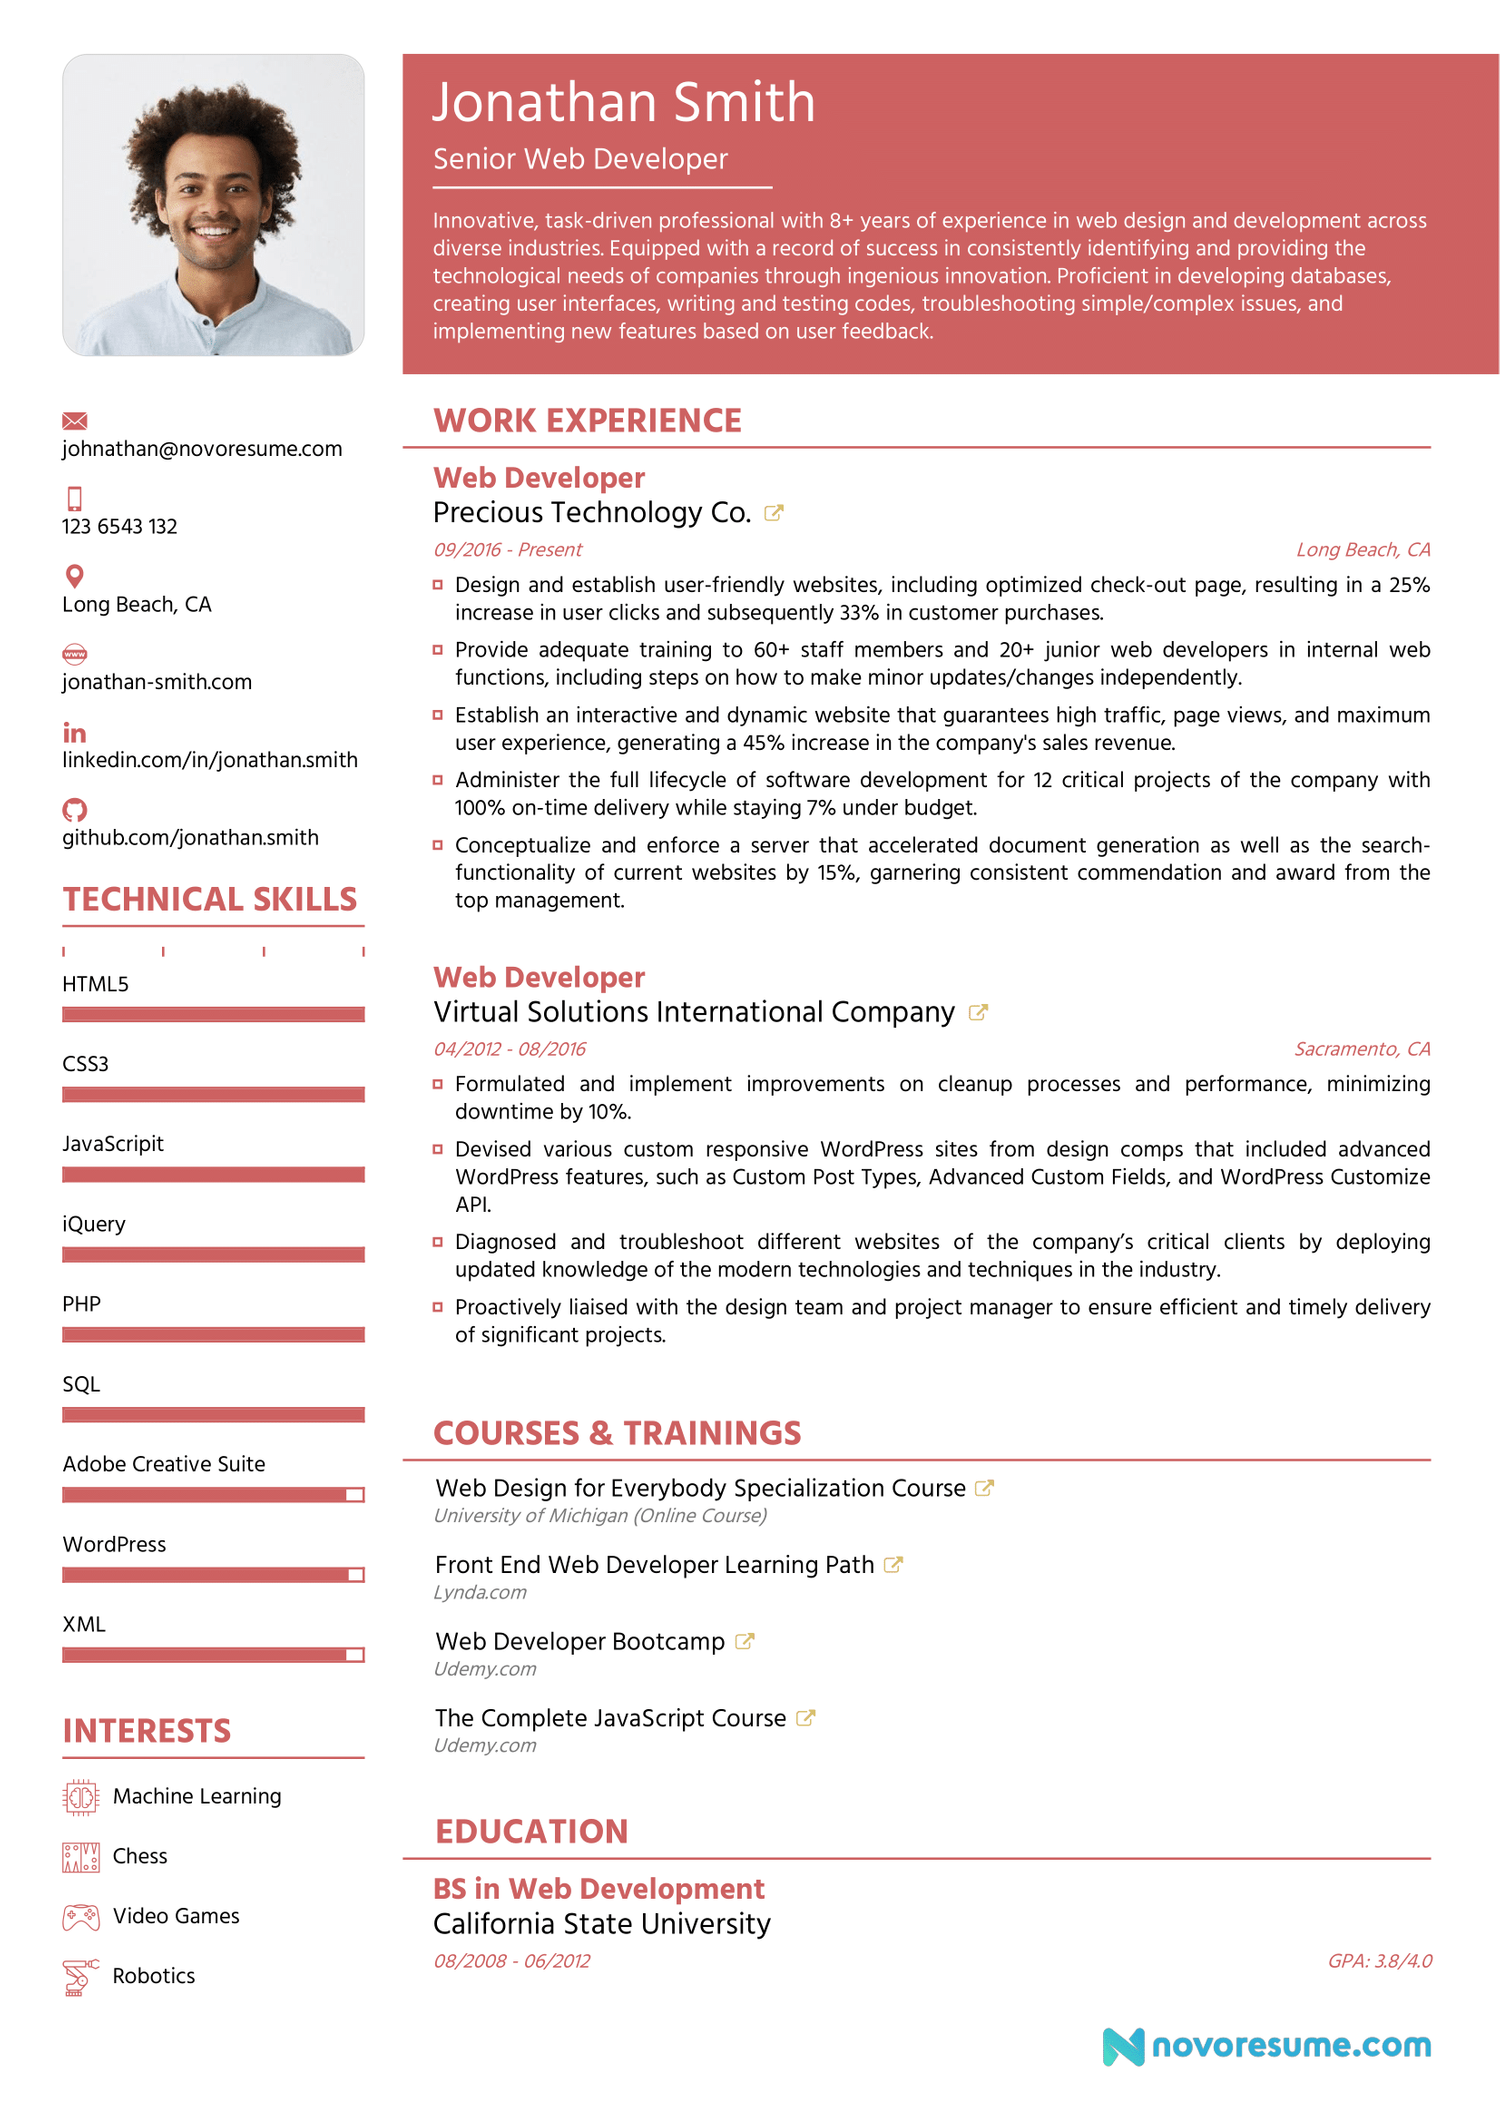 Jonathan Smith
Senior Web Developer
Innovative, task-driven professional with 8+ years of experience in web design and development across
diverse industries. Equipped with a record of success in consistently identifying and providing the
technological needs of companies through ingenious innovation. Proficient in developing databases,
creating user interfaces, writing and testing codes, troubleshooting simple/complex issues, and
implementing new features based on user feedback.
johnathan@novoresume.com
123 6543 132
Long Beach, CA
www
jonathan-smith.com
in
linkedin.com/in/jonathan.smith
github.com/jonathan.smith
TECHNICAL SKILLS
HTML5
CSS3
JavaScripit
iQuery
PHP
SQL
Adobe Creative Suite
WordPress
XML
INTERESTS
Machine Learning
Chess
Video Games
Robotics
WORK EXPERIENCE
Web Developer
Precious Technology Co.
09/2016 - Present Long Beach, CA
Design and establish user-friendly websites, including optimized check-out page, resulting in a 25%
increase in user clicks and subsequently 33% in customer purchases.
Provide adequate training to 60+ staff members and 20+ junior web developers in internal web
functions, including steps on how to make minor updates/changes independently.
Establish an interactive and dynamic website that guarantees high traffic, page views, and maximum
user experience, generating a 45% increase in the company's sales revenue.
Administer the full lifecycle of software development for 12 critical projects of the company with
100% on-time delivery while staying 7% under budget.
Conceptualize and enforce a server that accelerated document generation as well as the search-
functionality of current websites by 15%, garnering consistent commendation and award from the
top management.
Web Developer
Virtual Solutions International Company
04/2012 - 08/2016 Sacramento, CA
Formulated and implement improvements on cleanup processes and performance, minimizing
downtime by 10%.
Devised various custom responsive WordPress sites from design comps that included advanced
WordPress features, such as Custom Post Types, Advanced Custom Fields, and WordPress Customize
API.
Diagnosed and troubleshoot different websites of the company’s critical clients by deploying
updated knowledge of the modern technologies and techniques in the industry.
Proactively liaised with the design team and project manager to ensure efficient and timely delivery
of significant projects.
COURSES & TRAININGS
Web Design for Everybody Specialization Course
University of Michigan (Online Course)
Front End Web Developer Learning Path
Lynda.com
Web Developer Bootcamp
Udemy.com
The Complete JavaScript Course
Udemy.com
EDUCATION
BS in Web Development
California State University
08/2008 - 06/2012 GPA: 3.8/4.0
novoresume.com